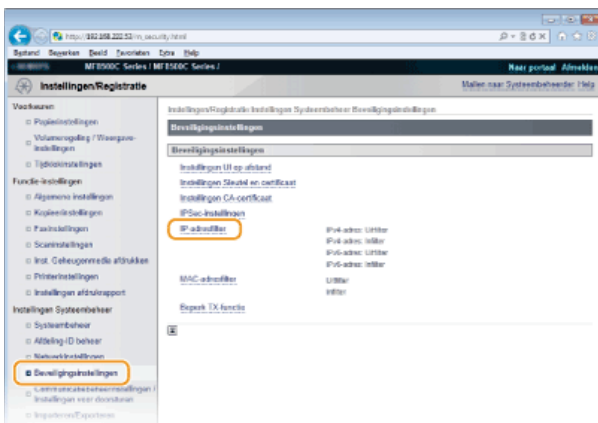 http://192.168.222.52/m_security.html
Bestand Bewerken Beeld Favorieten Extra Help
MF8500C Series / MF8500C Series /
Naar portaal Afmelden
Instellingen/Registratie
Mailen naar Systeembeheerder Help
Voorkeuren
Papierinstellingen
Volumeregeling / Weergave-
instellingen
Tijdklokinstellingen
Functie-instellingen
Algemene instellingen
Kopieerinstellingen
Faxinstellingen
Scaninstellingen
Inst. Geheugenmedia afdrukken
Printerinstellingen
Instellingen afdrukrapport
Instellingen Systeembeheer
Systeembeheer
Afdeling-ID beheer
Netwerkinstellingen
Beveiligingsinstellingen
Communicatiebeheerinstellingen /
Instellingen voor doorsturen
Importeren/Exporteren
Instellingen/Registratie: Instellingen Systeembeheer: Beveiligingsinstellingen
Beveiligingsinstellingen
Beveiligingsinstellingen
Instellingen UI op afstand
Instellingen Sleutel en certificaat
Instellingen CA-certificaat
IPSec-instellingen
IP-adresfilter
IPv4-adres: Uitfilter
IPv4-adres: Infilter
IPv6-adres: Uitfilter
IPv6-adres: Infilter
MAC-adresfilter
Uitfilter
Infilter
Beperk TX-functie